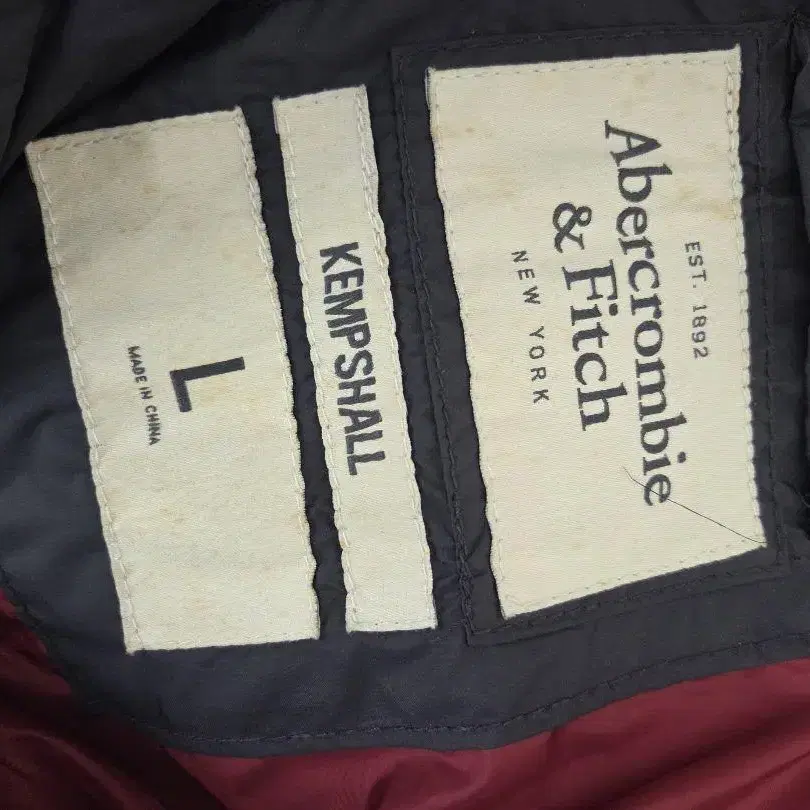 EST. 1892
Abercrombie
& Fitch
NEW YORK
KEMPSHALL
L
MADE IN CHINA